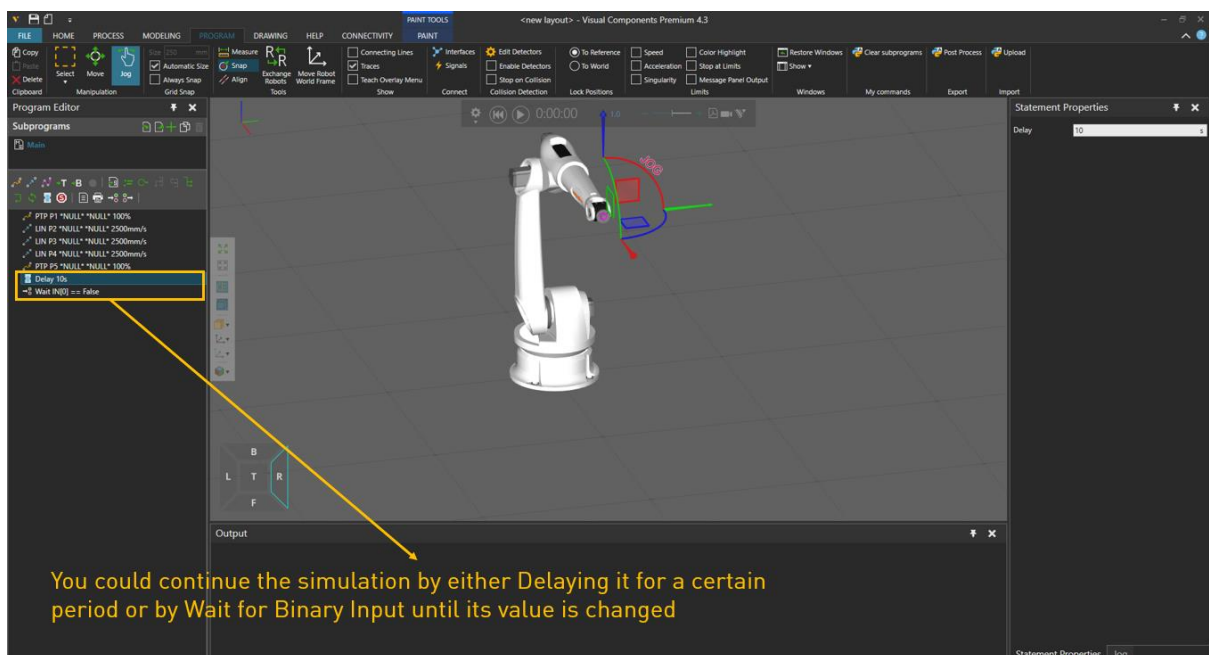 PAINT TOOLS
<new layout> - Visual Components Premium 4.3
FILE HOME PROCESS MODELING PROGRAM DRAWING HELP CONNECTIVITY PAINT
Copy
Paste
Delete
Clipboard
Select Move Jog
Manipulation
Size 250 mm
Automatic Size
Always Snap
Grid Snap
Measure
Snap
Align
Exchange Robots
Move Robot World Frame
Tools
Connecting Lines
Traces
Teach Overlay Menu
Show
Interfaces
Signals
Connect
Edit Detectors
Enable Detectors
Stop on Collision
Collision Detection
To Reference
To World
Lock Positions
Speed
Acceleration
Singularity
Color Highlight
Stop at Limits
Message Panel Output
Limits
Restore Windows
Show
Windows
Clear subprograms
My commands
Post Process
Export
Upload
Import
Program Editor
Subprograms
Main
T B
PTP P1 *NULL* *NULL* 100%
LIN P2 *NULL* *NULL* 2500mm/s
LIN P3 *NULL* *NULL* 2500mm/s
LIN P4 *NULL* *NULL* 2500mm/s
PTP P5 *NULL* *NULL* 100%
Delay 10s
Wait IN[0] == False
0:00:00 1.0
JOG
B
L T R
F
Output
Statement Properties
Delay 10 s
Statement Properties Jog
You could continue the simulation by either Delaying it for a certain
period or by Wait for Binary Input until its value is changed